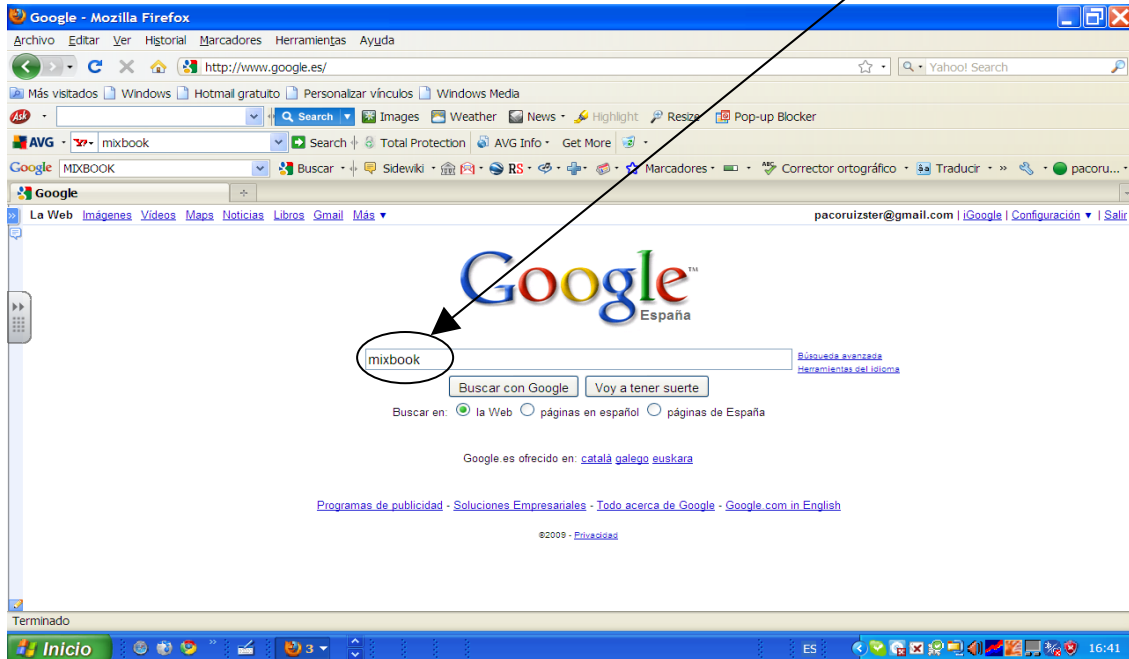 Google - Mozilla Firefox
Archivo Editar Ver Historial Marcadores Herramientas Ayuda
http://www.google.es/ Yahoo! Search
Más visitados Windows Hotmail gratuito Personalizar vínculos Windows Media
Ask Search Images Weather News Highlight Resize Pop-up Blocker
AVG mixbook Search Total Protection AVG Info Get More
Google MIXBOOK Buscar Sidewiki RS Marcadores Corrector ortográfico Traducir » pacoru...
Google
La Web Imágenes Vídeos Maps Noticias Libros Gmail Más ▼ pacoruizster@gmail.com | iGoogle | Configuración ▼ | Salir
Google™
España
mixbook Búsqueda avanzada
Herramientas del idioma
Buscar con Google Voy a tener suerte
Buscar en: la Web páginas en español páginas de España
Google.es ofrecido en: català galego euskara
Programas de publicidad - Soluciones Empresariales - Todo acerca de Google - Google.com in English
©2009 - Privacidad
Terminado
Inicio » 3 ES 16:41